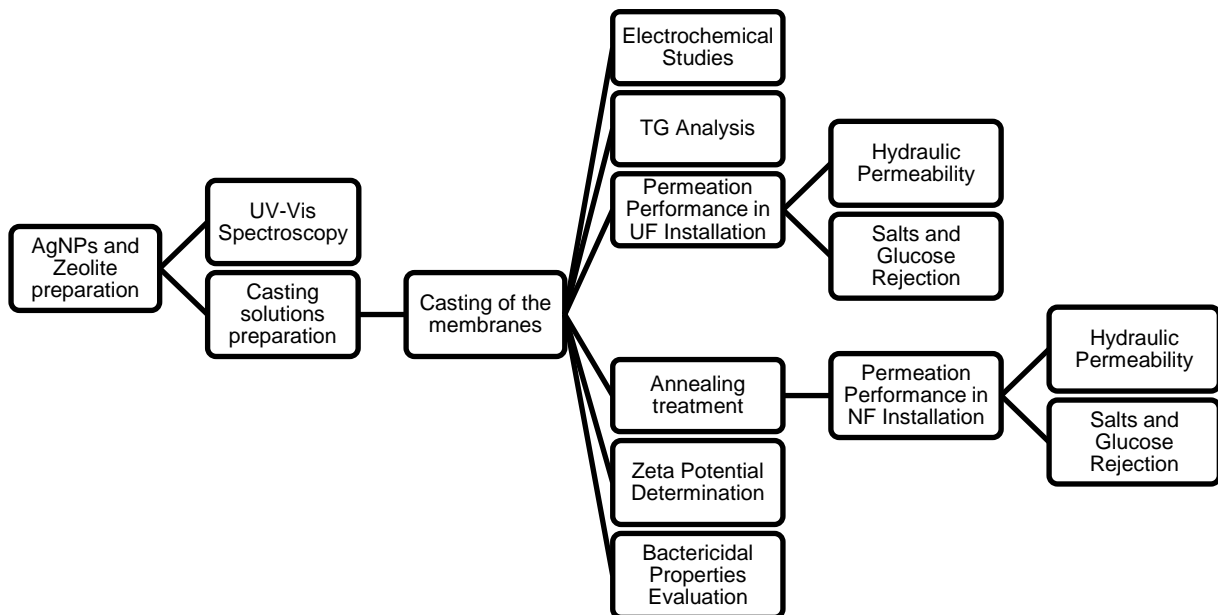 AgNPs and
Zeolite
preparation
UV-Vis
Spectroscopy
Casting
solutions
preparation
Casting of the
membranes
Electrochemical
Studies
TG Analysis
Permeation
Performance in
UF Installation
Hydraulic
Permeability
Salts and
Glucose
Rejection
Annealing
treatment
Permeation
Performance in
NF Installation
Hydraulic
Permeability
Salts and
Glucose
Rejection
Zeta Potential
Determination
Bactericidal
Properties
Evaluation